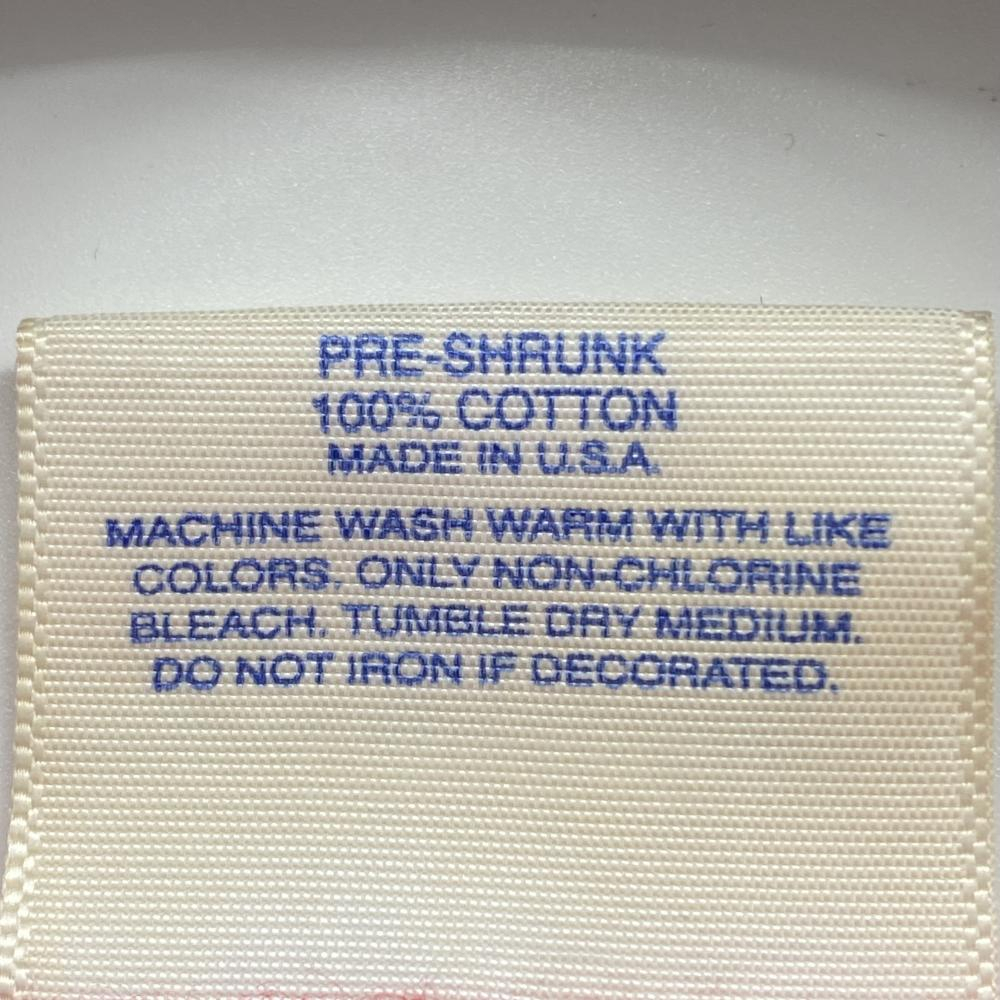 PRE-SHRUNK
100% COTTON
MADE IN U.S.A.
MACHINE WASH WARM WITH LIKE
COLORS. ONLY NON-CHLORINE
BLEACH. TUMBLE DRY MEDIUM.
DO NOT IRON IF DECORATED.